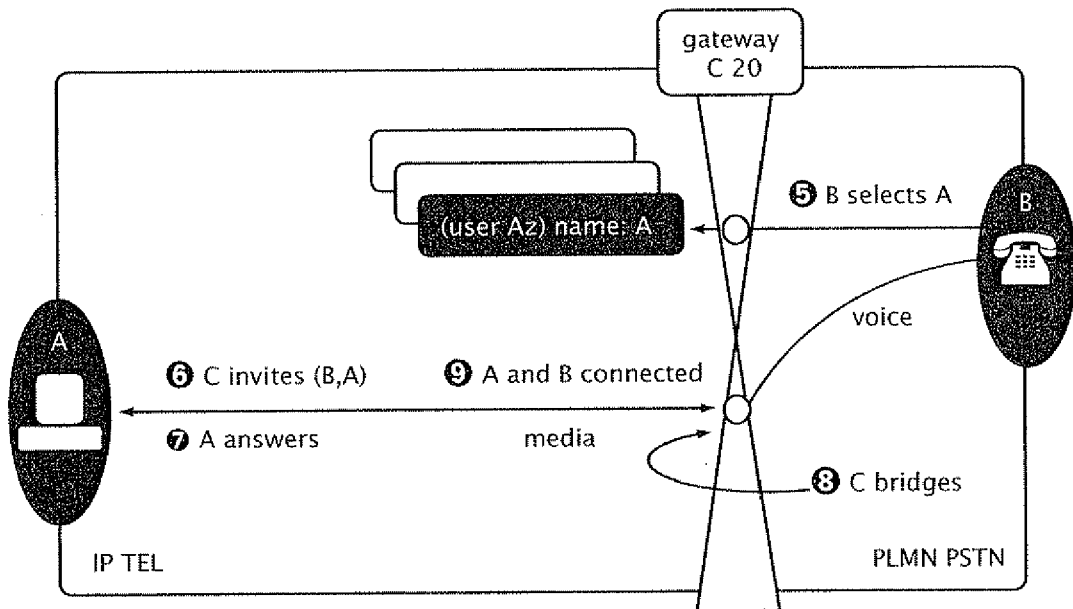 gateway
C 20
❺ B selects A
B
(user Az) name: A
voice
A
❻ C invites (B,A)
❾ A and B connected
❼ A answers
media
❽ C bridges
IP TEL
PLMN PSTN